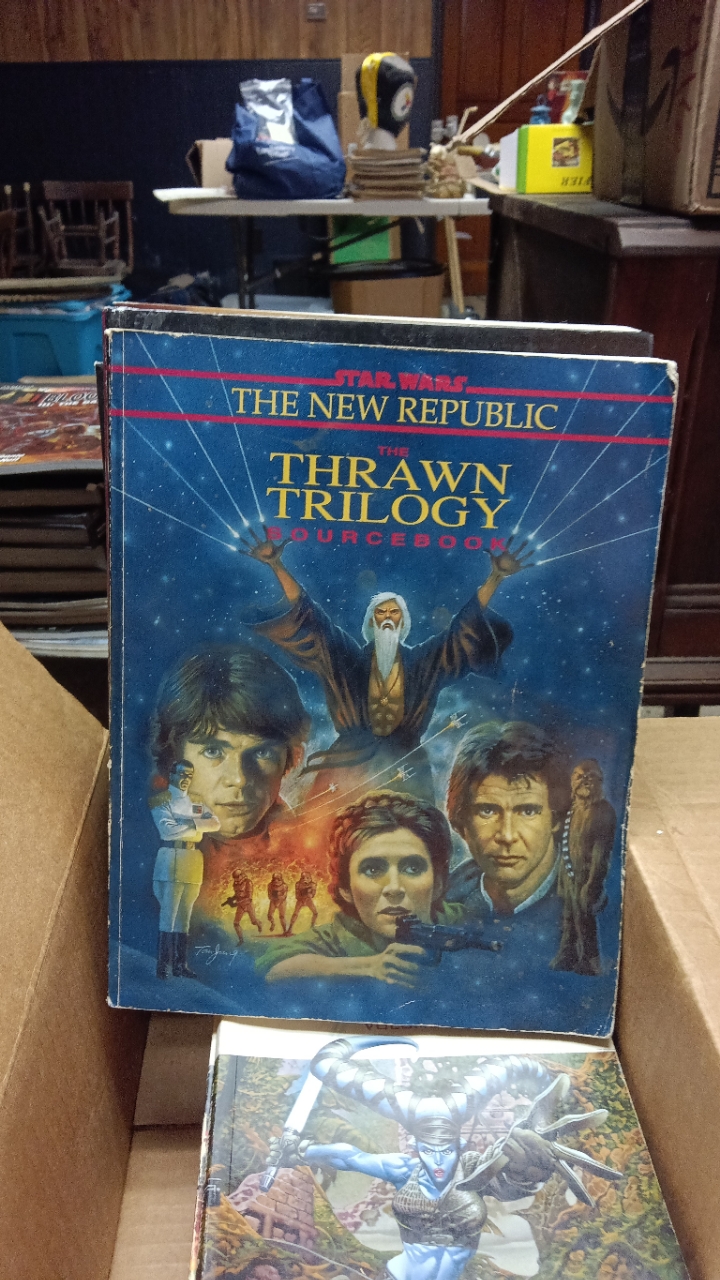 STAR WARS
THE NEW REPUBLIC
THE
THRAWN
TRILOGY
SOURCEBOOK